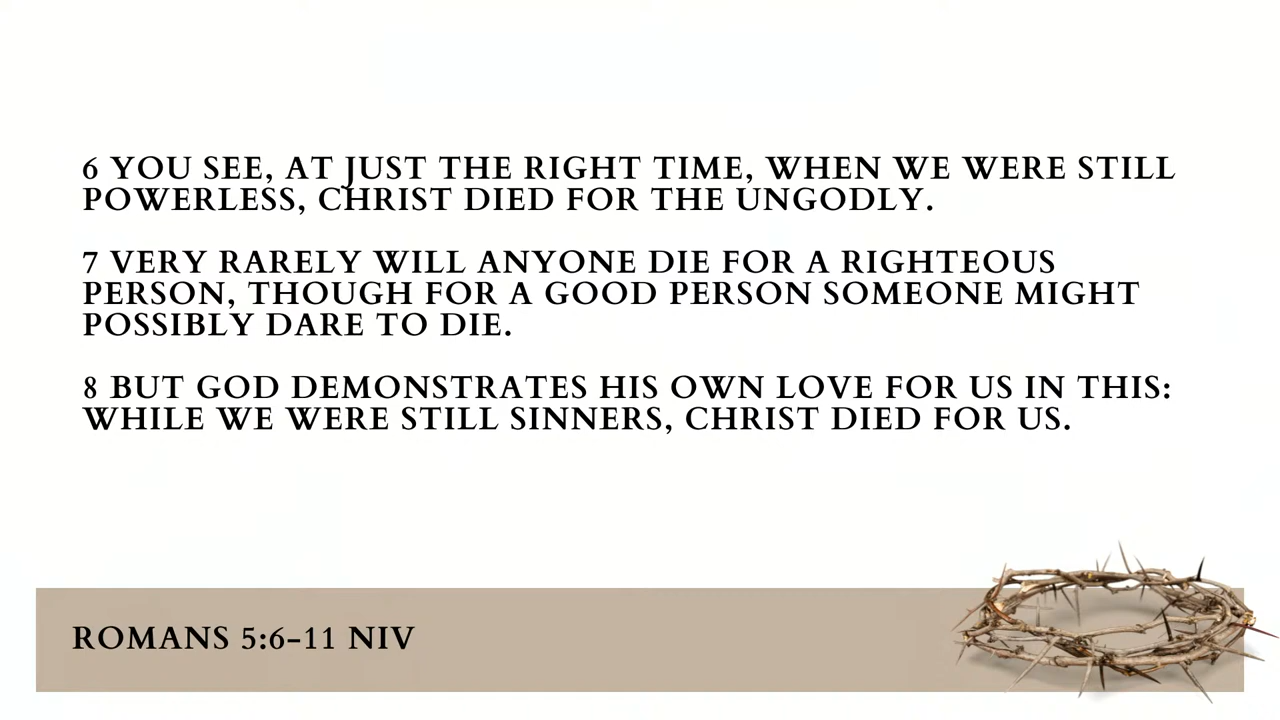 6 YOU SEE, AT JUST THE RIGHT TIME, WHEN WE WERE STILL
POWERLESS, CHRIST DIED FOR THE UNGODLY.
7 VERY RARELY WILL ANYONE DIE FOR A RIGHTEOUS
PERSON, THOUGH FOR A GOOD PERSON SOMEONE MIGHT
POSSIBLY DARE TO DIE.
8 BUT GOD DEMONSTRATES HIS OWN LOVE FOR US IN THIS:
WHILE WE WERE STILL SINNERS, CHRIST DIED FOR US.
ROMANS 5:6-11 NIV